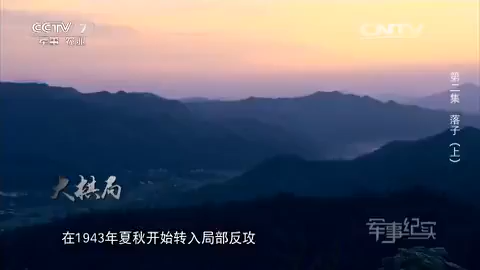 CCTV 7
军事 农业
CNTV
第二集 落子（上）
大棋局
军事纪实
在1943年夏秋开始转入局部反攻